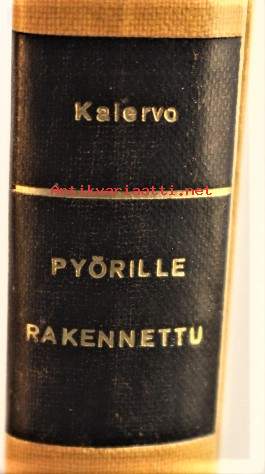 Kalervo
Antikvariaatti.net
PYÖRILLE
RAKENNETTU